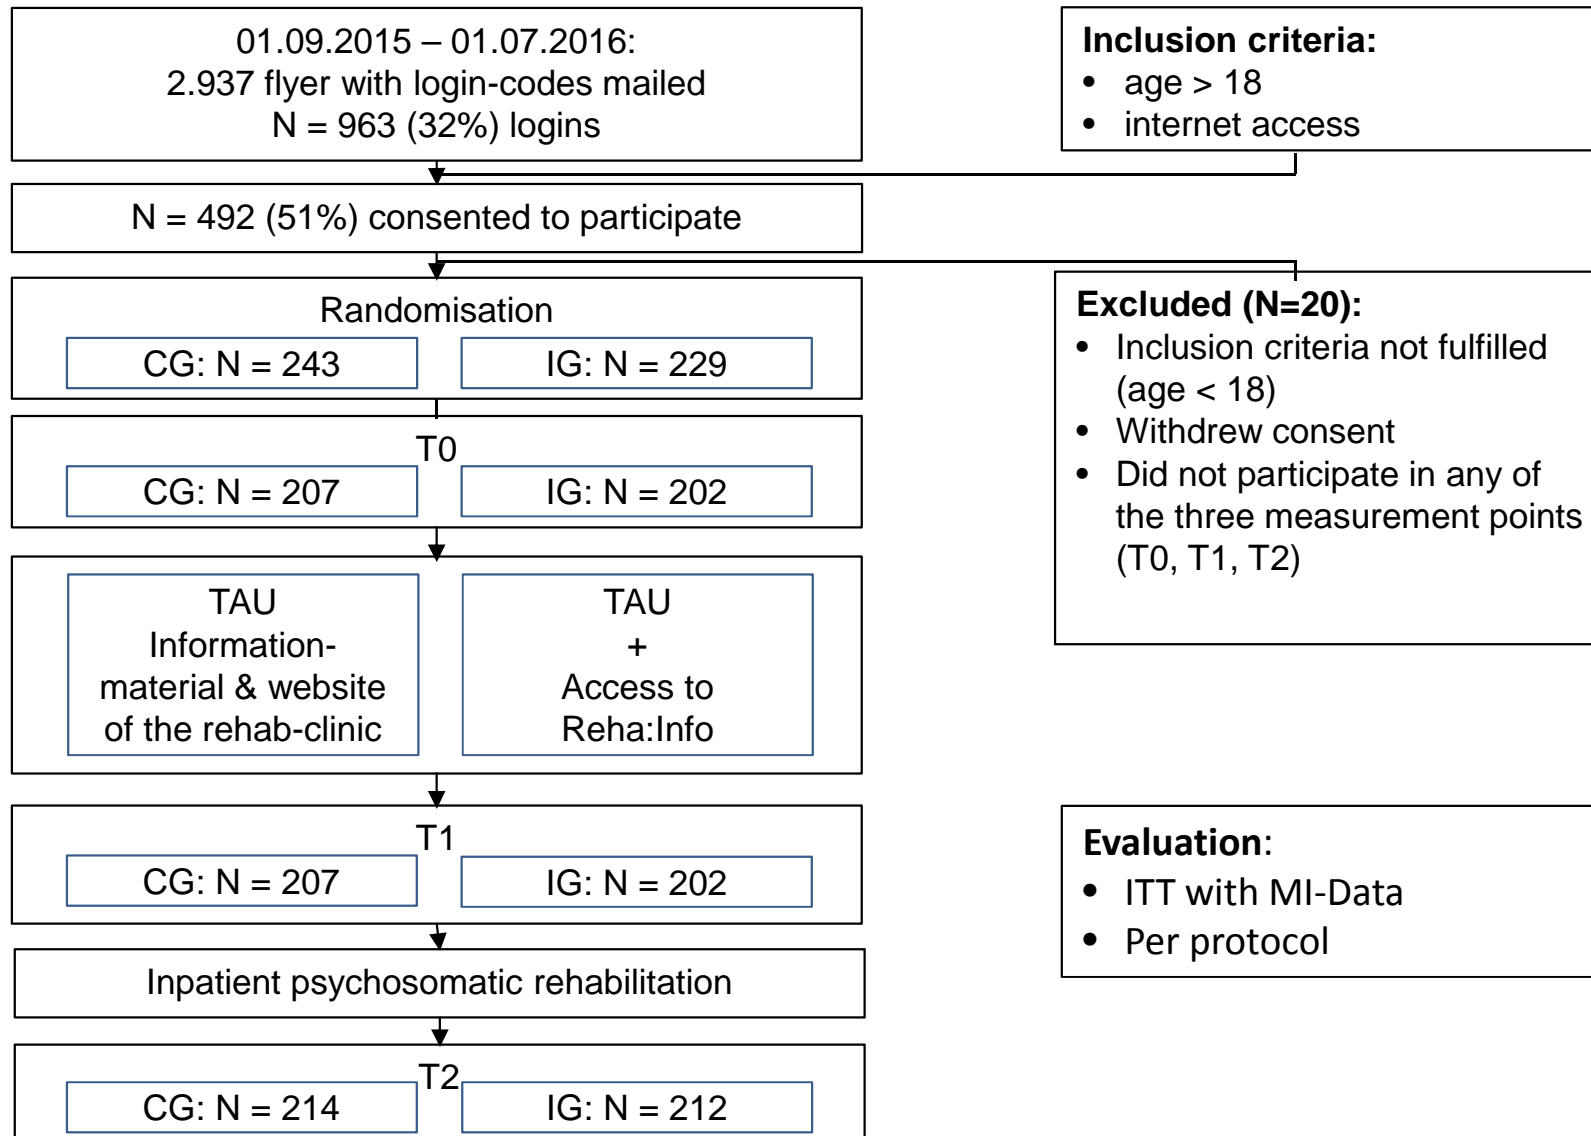 01.09.2015 – 01.07.2016:
2.937 flyer with login-codes mailed
N = 963 (32%) logins
Inclusion criteria:
• age > 18
• internet access
N = 492 (51%) consented to participate
Randomisation
CG: N = 243
IG: N = 229
Excluded (N=20):
• Inclusion criteria not fulfilled
(age < 18)
• Withdrew consent
• Did not participate in any of
the three measurement points
(T0, T1, T2)
T0
CG: N = 207
IG: N = 202
TAU
Information-
material & website
of the rehab-clinic
TAU
+
Access to
Reha:Info
T1
CG: N = 207
IG: N = 202
Evaluation:
• ITT with MI-Data
• Per protocol
Inpatient psychosomatic rehabilitation
T2
CG: N = 214
IG: N = 212